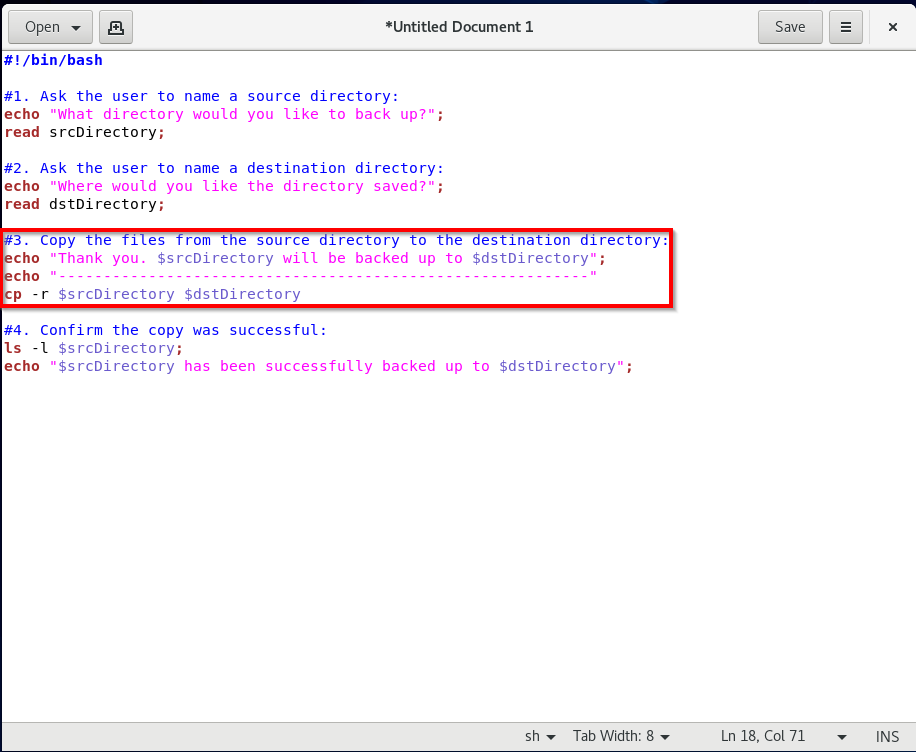 Open
*Untitled Document 1
Save
#!/bin/bash
#1. Ask the user to name a source directory:
echo "What directory would you like to back up?";
read srcDirectory;
#2. Ask the user to name a destination directory:
echo "Where would you like the directory saved?";
read dstDirectory;
#3. Copy the files from the source directory to the destination directory:
echo "Thank you. $srcDirectory will be backed up to $dstDirectory";
echo "-----------------------------------------------------------"
cp -r $srcDirectory $dstDirectory
#4. Confirm the copy was successful:
ls -l $srcDirectory;
echo "$srcDirectory has been successfully backed up to $dstDirectory";
sh Tab Width: 8 Ln 18, Col 71 INS